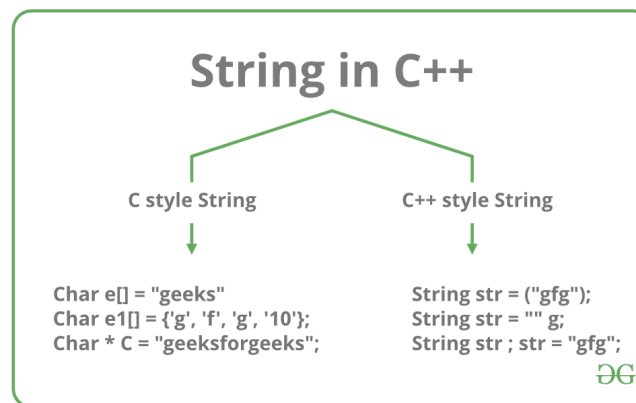 String in C++
C style String
C++ style String
Char e[] = "geeks"
Char e1[] = {'g', 'f', 'g', '10'};
Char * C = "geeksforgeeks";
String str = ("gfg");
String str = "" g;
String str ; str = "gfg";